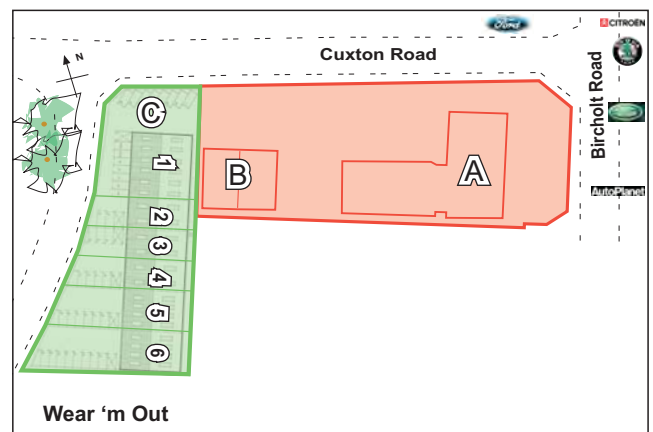 Ford
CITROËN
Cuxton Road
Bircholt Road
N
C
1
B
A
AutoPlanet
2
3
4
5
6
Wear ‘m Out